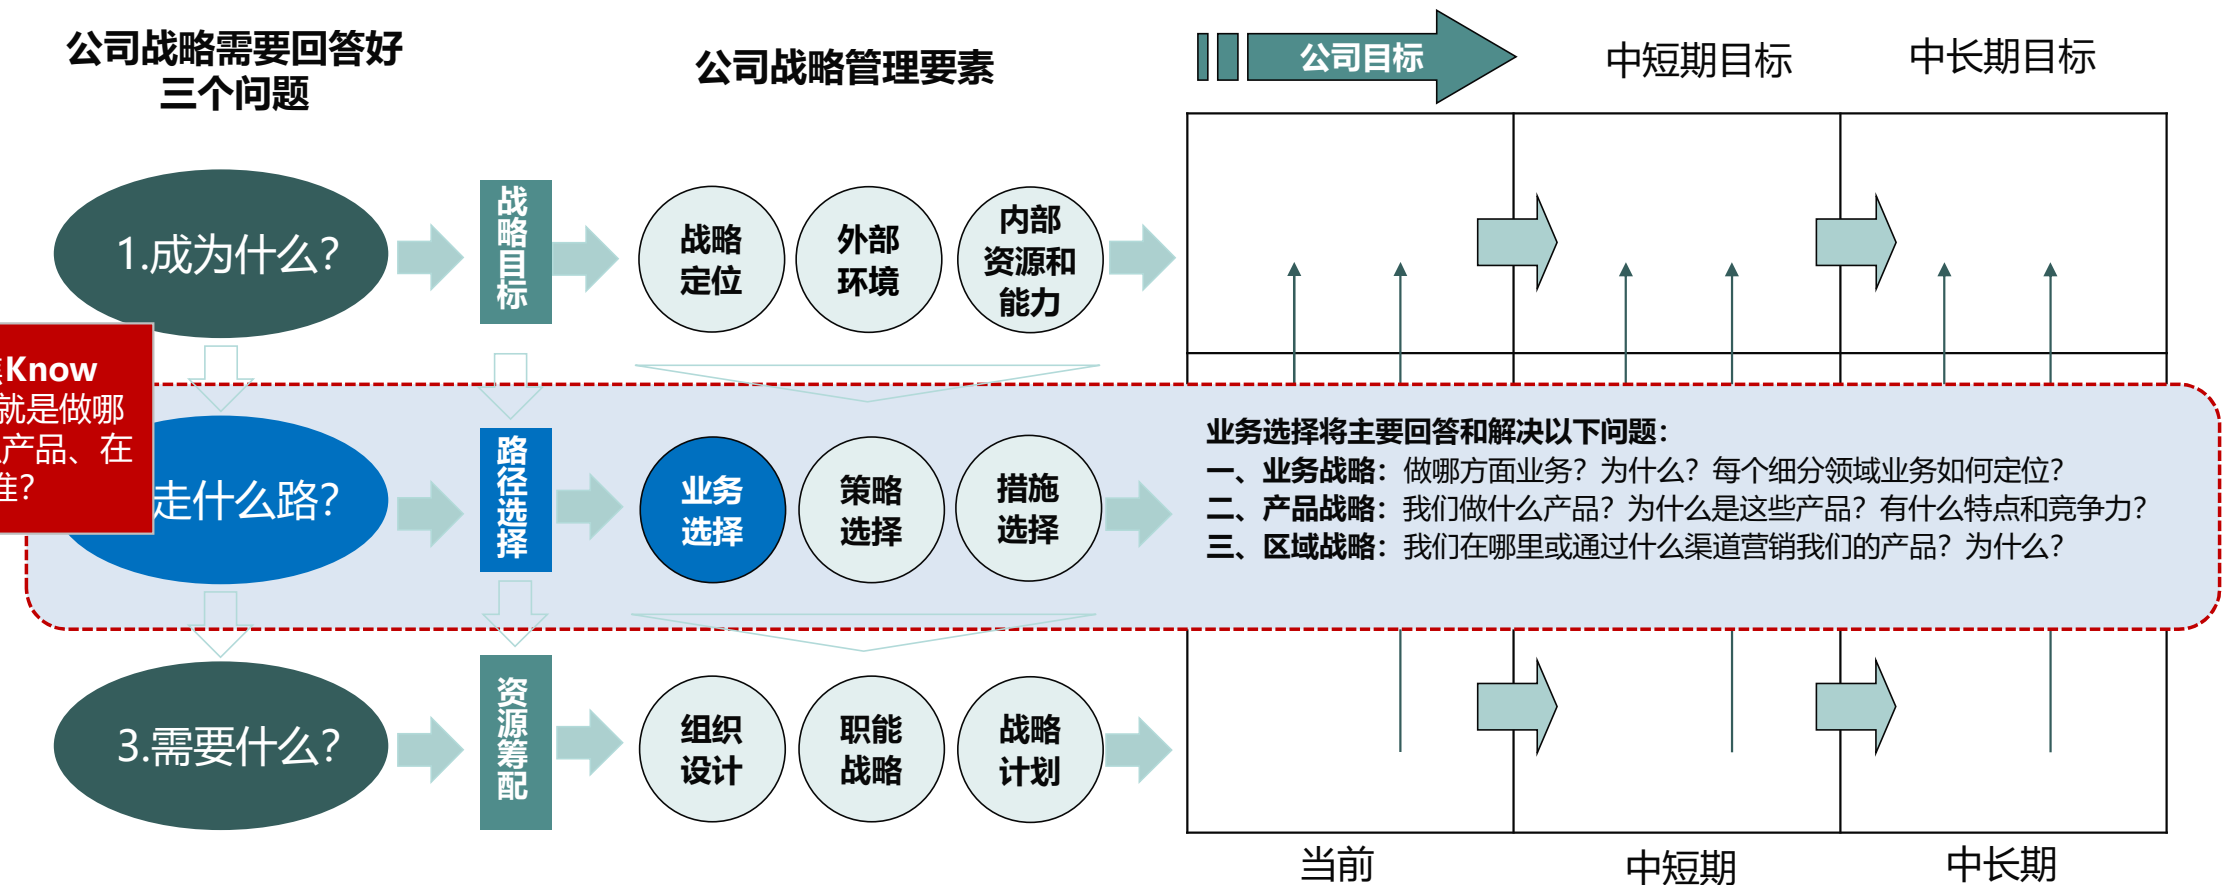 公司战略需要回答好
三个问题
公司战略管理要素
公司目标
中短期目标
中长期目标
1.成为什么?
战略目标
战略
定位
外部
环境
内部
资源和
能力
Know
就是做哪
产品、在
走什么路?
路径选择
业务
选择
策略
选择
措施
选择
业务选择将主要回答和解决以下问题:
一、业务战略:做哪方面业务?为什么?每个细分领域业务如何定位?
二、产品战略:我们做什么产品?为什么是这些产品?有什么特点和竞争力?
三、区域战略:我们在哪里或通过什么渠道营销我们的产品?为什么?
3.需要什么?
资源筹配
组织
设计
职能
战略
战略
计划
当前
中短期
中长期